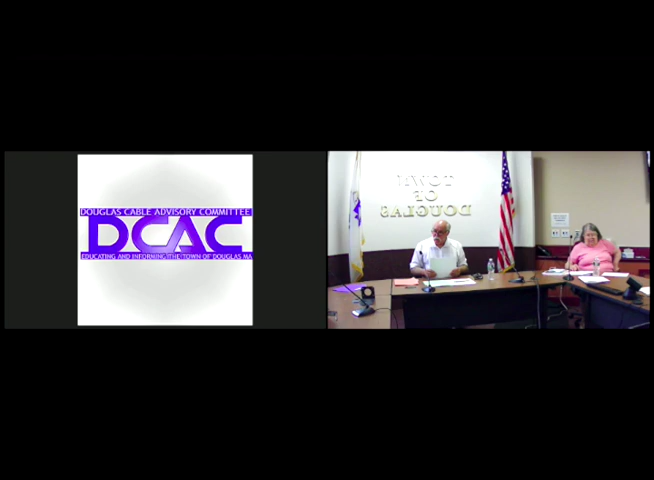 DOUGLAS CABLE ADVISORY COMMITTEE
DCAC
EDUCATING AND INFORMING THE TOWN OF DOUGLAS MA
TOWN
OF
DOUGLAS